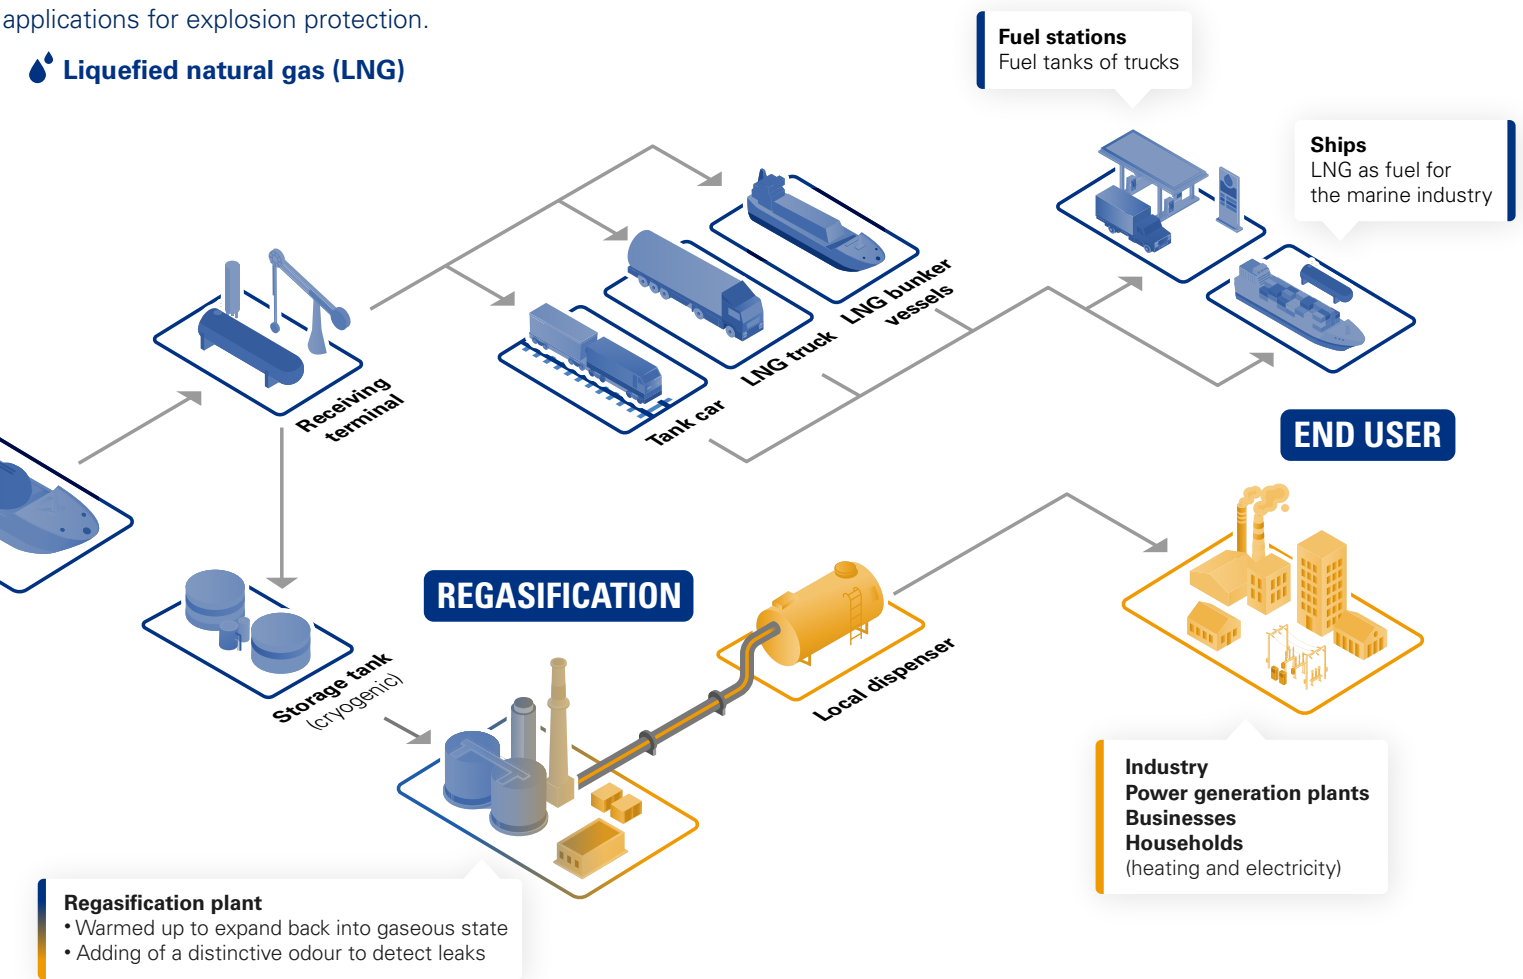 applications for explosion protection.
Liquefied natural gas (LNG)
Fuel stations
Fuel tanks of trucks
Ships
LNG as fuel for
the marine industry
LNG bunker
vessels
LNG truck
Tank car
Receiving
terminal
END USER
REGASIFICATION
Storage tank
(cryogenic)
Local dispenser
Industry
Power generation plants
Businesses
Households
(heating and electricity)
Regasification plant
• Warmed up to expand back into gaseous state
• Adding of a distinctive odour to detect leaks